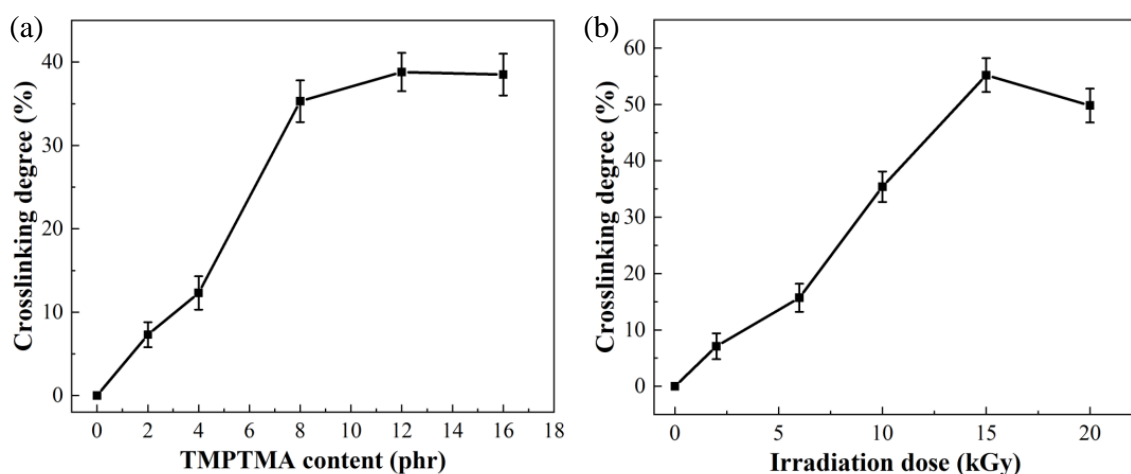 (a)
Crosslinking degree (%)
40
30
20
10
0
0 2 4 6 8 10 12 14 16 18
TMPTMA content (phr)
(b)
Crosslinking degree (%)
60
50
40
30
20
10
0
0 5 10 15 20
Irradiation dose (kGy)